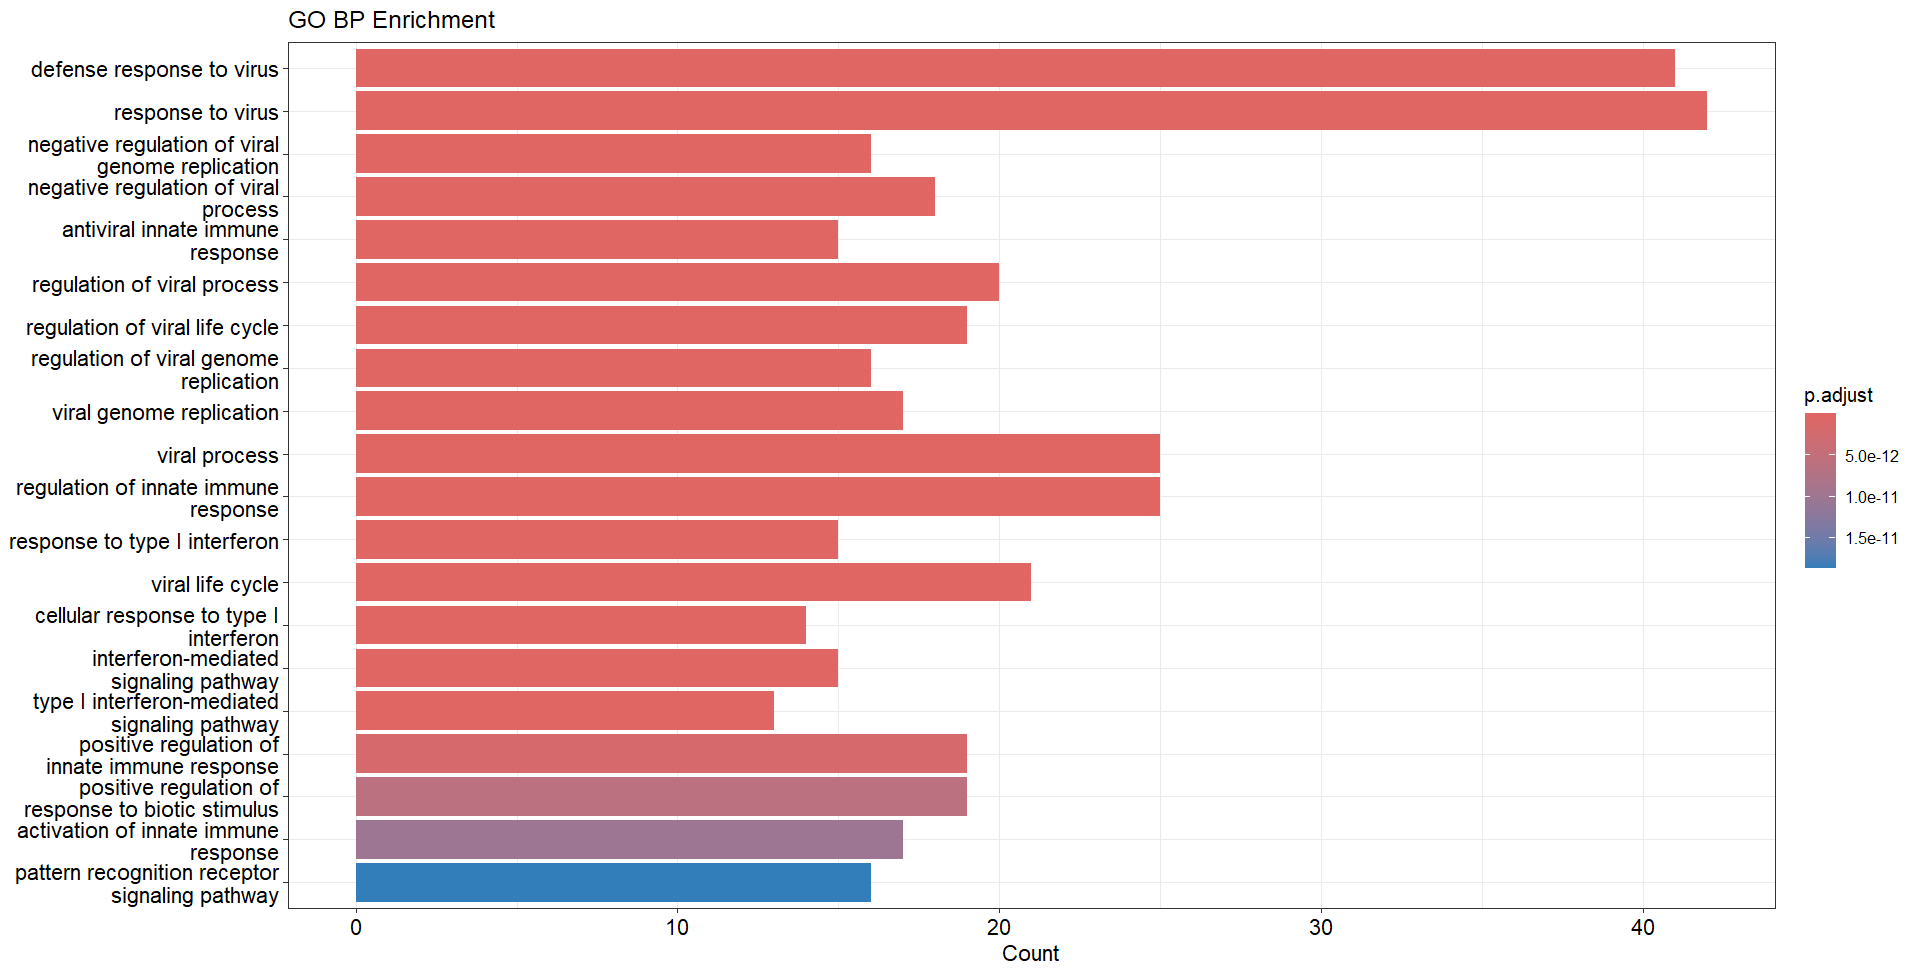 GO BP Enrichment
defense response to virus
response to virus
negative regulation of viral
genome replication
negative regulation of viral
process
antiviral innate immune
response
regulation of viral process
regulation of viral life cycle
regulation of viral genome
replication
viral genome replication
viral process
regulation of innate immune
response
response to type I interferon
viral life cycle
cellular response to type I
interferon
interferon-mediated
signaling pathway
type I interferon-mediated
signaling pathway
positive regulation of
innate immune response
positive regulation of
response to biotic stimulus
activation of innate immune
response
pattern recognition receptor
signaling pathway
0 10 20 30 40
Count
p.adjust
5.0e-12
1.0e-11
1.5e-11